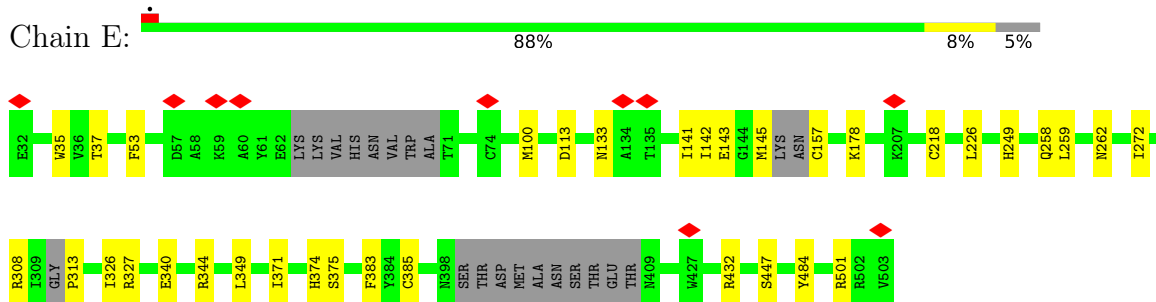 Chain E:
88% 8% 5%
E32 W35 V36 T37 F53 D57 A58 K59 A60 Y61 E62 LYS LYS VAL HIS ASN VAL TRP ALA T71 C74 M100 D113 N133 A134 T135 I141 I142 E143 G144 M145 LYS ASN C157 K178 K207 C218 L226 H249 Q258 L259 N262 I272
R308 I309 GLY P313 I326 R327 E340 R344 L349 I371 H374 S375 F383 Y384 C385 N398 SER THR ASP MET ALA ASN SER THR GLU THR N409 W427 R432 S447 Y484 R501 R502 V503